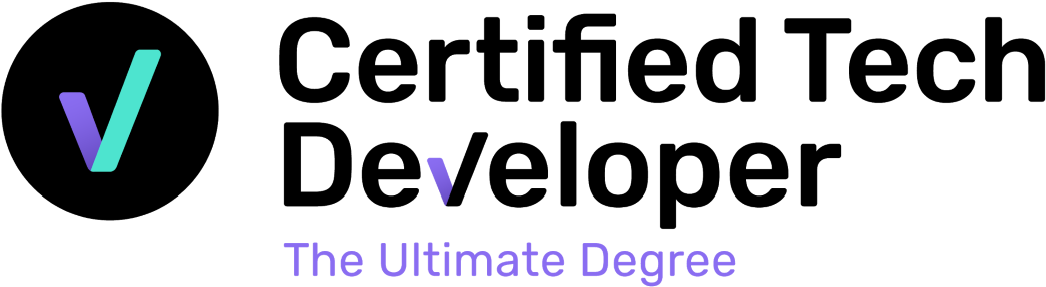 Certified Tech
Developer
The Ultimate Degree